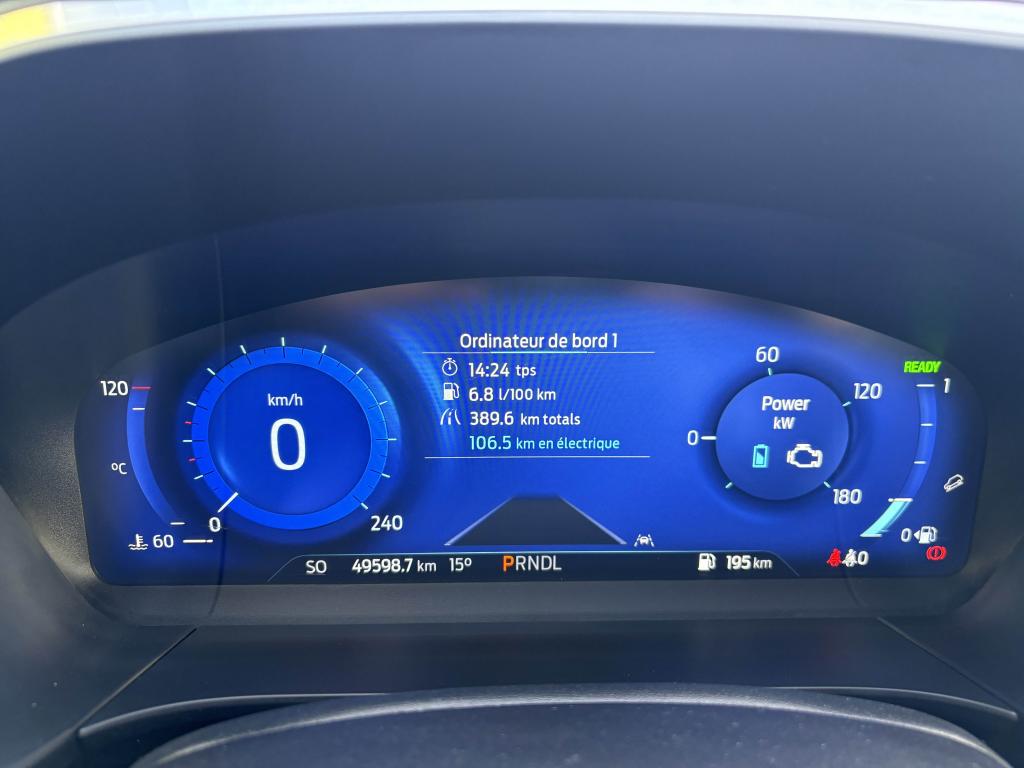 Ordinateur de bord 1
14:24 tps
6.8 l/100 km
389.6 km totals
106.5 km en électrique
120
°C
60
km/h
0
0
240
60
120
0
Power
kW
180
READY
1
0
SO 49598.7 km 15° PRNDL 195 km
0